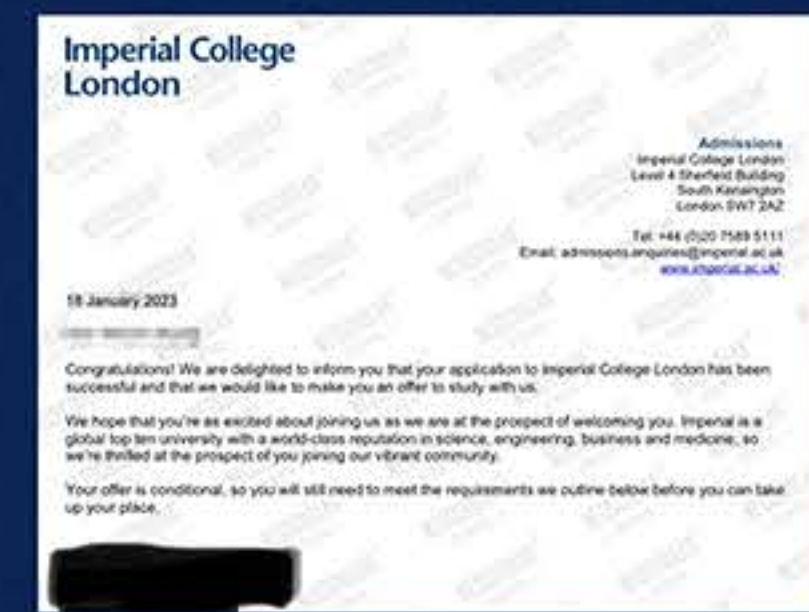 Imperial College
London
Admissions
Imperial College London
Level 4 Sherfield Building
South Kensington
London SW7 2AZ
Tel: +44 (0)20 7589 5111
Email: admissions.enquiries@imperial.ac.uk
www.imperial.ac.uk/
18 January 2023
Congratulations! We are delighted to inform you that your application to Imperial College London has been
successful and that we would like to make you an offer to study with us.
We hope that you're as excited about joining us as we are at the prospect of welcoming you. Imperial is a
global top ten university with a world-class reputation in science, engineering, business and medicine, so
we're thrilled at the prospect of you joining our vibrant community.
Your offer is conditional, so you will still need to meet the requirements we outline below before you can take
up your place.